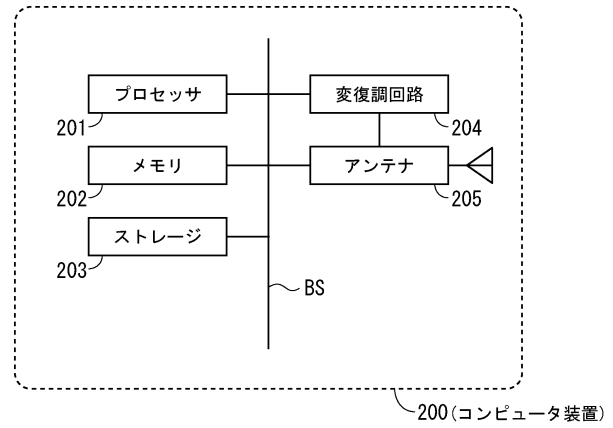 プロセッサ
201
変復調回路
204
メモリ
202
アンテナ
205
ストレージ
203
BS
200(コンピュータ装置)